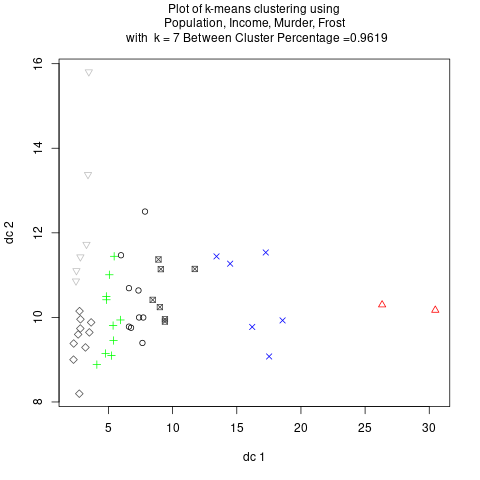 Plot of k-means clustering using
Population, Income, Murder, Frost
with  k = 7 Between Cluster Percentage =0.9619
16
14
12
10
8
dc 2
5 10 15 20 25 30
dc 1